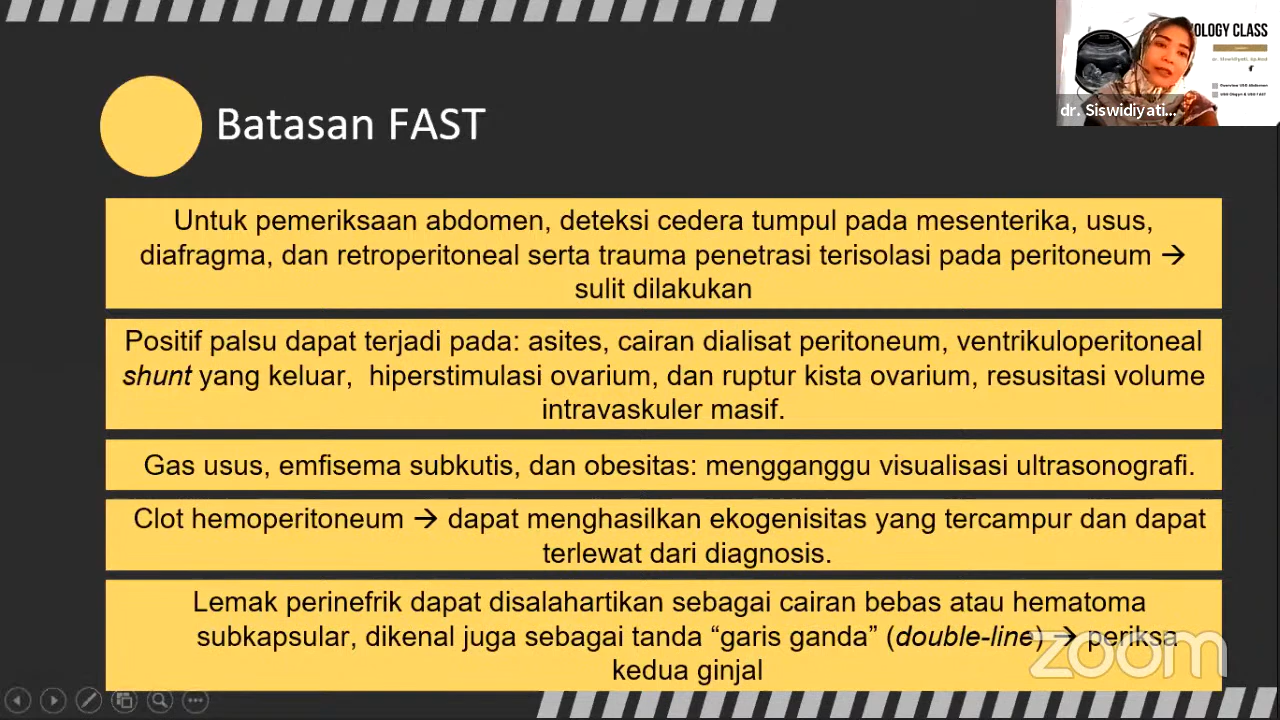 OLOGY CLASS
dr. Siswidiyati...
Batasan FAST
Untuk pemeriksaan abdomen, deteksi cedera tumpul pada mesenterika, usus,
diafragma, dan retroperitoneal serta trauma penetrasi terisolasi pada peritoneum →
sulit dilakukan
Positif palsu dapat terjadi pada: asites, cairan dialisat peritoneum, ventrikuloperitoneal
shunt yang keluar, hiperstimulasi ovarium, dan ruptur kista ovarium, resusitasi volume
intravaskuler masif.
Gas usus, emfisema subkutis, dan obesitas: mengganggu visualisasi ultrasonografi.
Clot hemoperitoneum → dapat menghasilkan ekogenisitas yang tercampur dan dapat
terlewat dari diagnosis.
Lemak perinefrik dapat disalahartikan sebagai cairan bebas atau hematoma
subkapsular, dikenal juga sebagai tanda “garis ganda” (double-line) → periksa
kedua ginjal
zoom